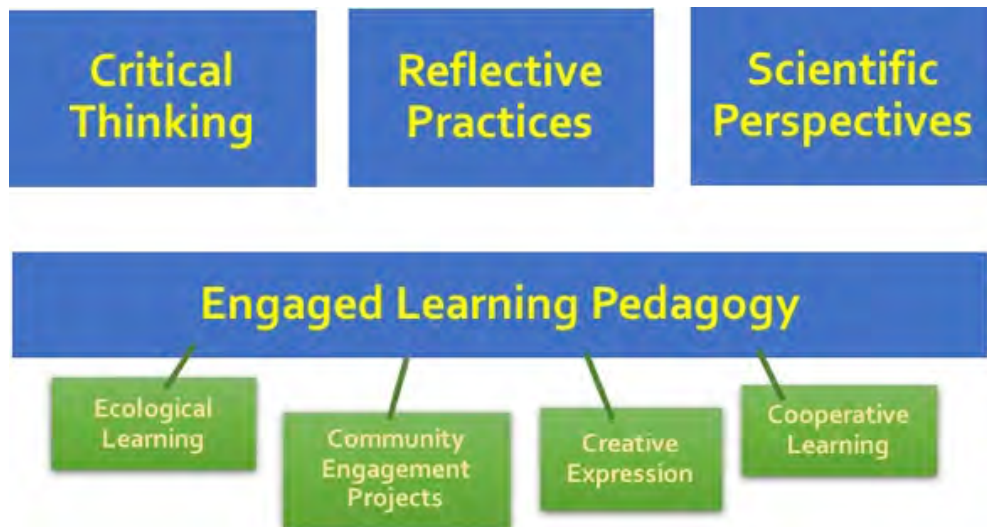 Critical
Thinking
Reflective
Practices
Scientific
Perspectives
Engaged Learning Pedagogy
Ecological
Learning
Community
Engagement
Projects
Creative
Expression
Cooperative
Learning